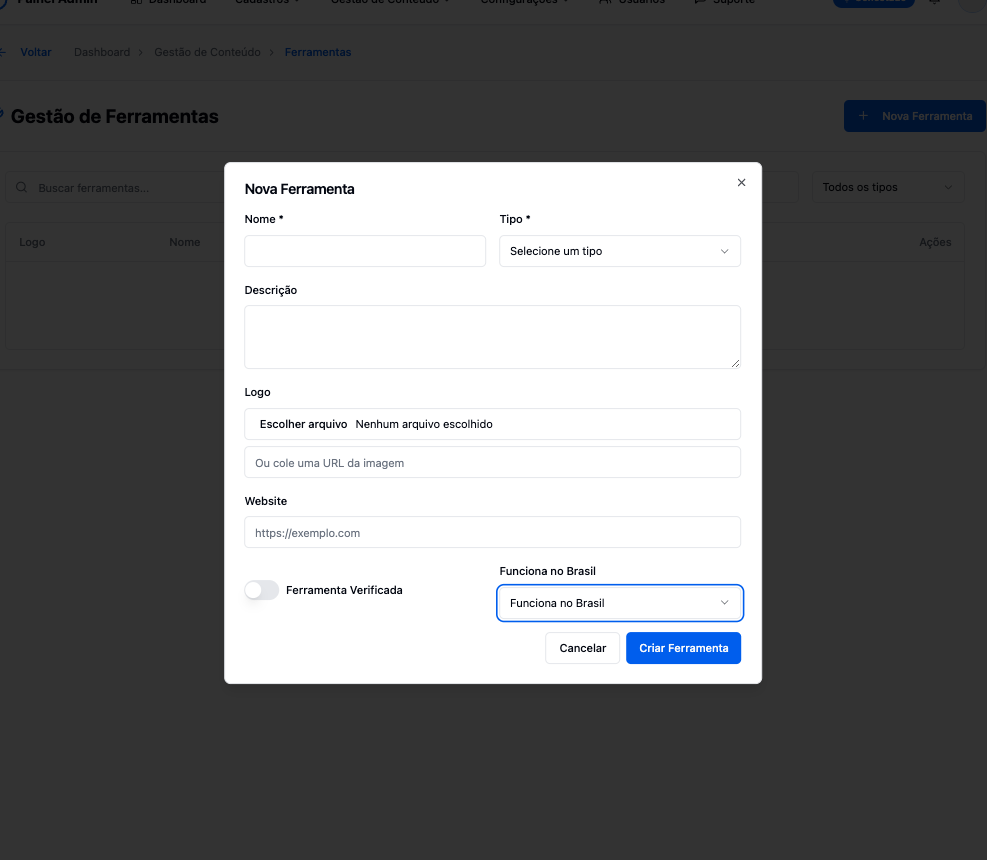 Painel Admin Dashboard Cadastros Gestão de Conteúdo Configurações Usuários Suporte
Voltar Dashboard > Gestão de Conteúdo > Ferramentas
Gestão de Ferramentas
+ Nova Ferramenta
Buscar ferramentas...
Todos os tipos
Logo Nome Ações
Nova Ferramenta
Nome * Tipo *
Selecione um tipo
Descrição
Logo
Escolher arquivo Nenhum arquivo escolhido
Ou cole uma URL da imagem
Website
https://exemplo.com
Funciona no Brasil
Ferramenta Verificada
Funciona no Brasil
Cancelar Criar Ferramenta